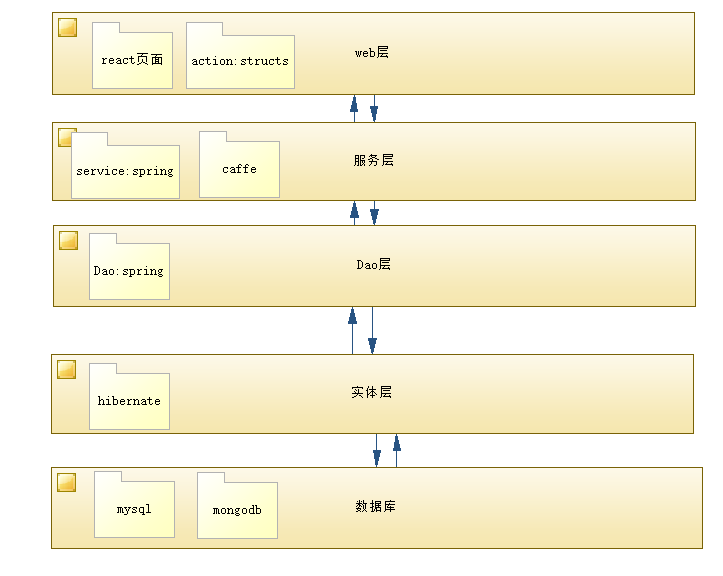 react页面
action:structs
web层
service:spring
caffe
服务层
Dao:spring
Dao层
hibernate
实体层
mysql
mongodb
数据库